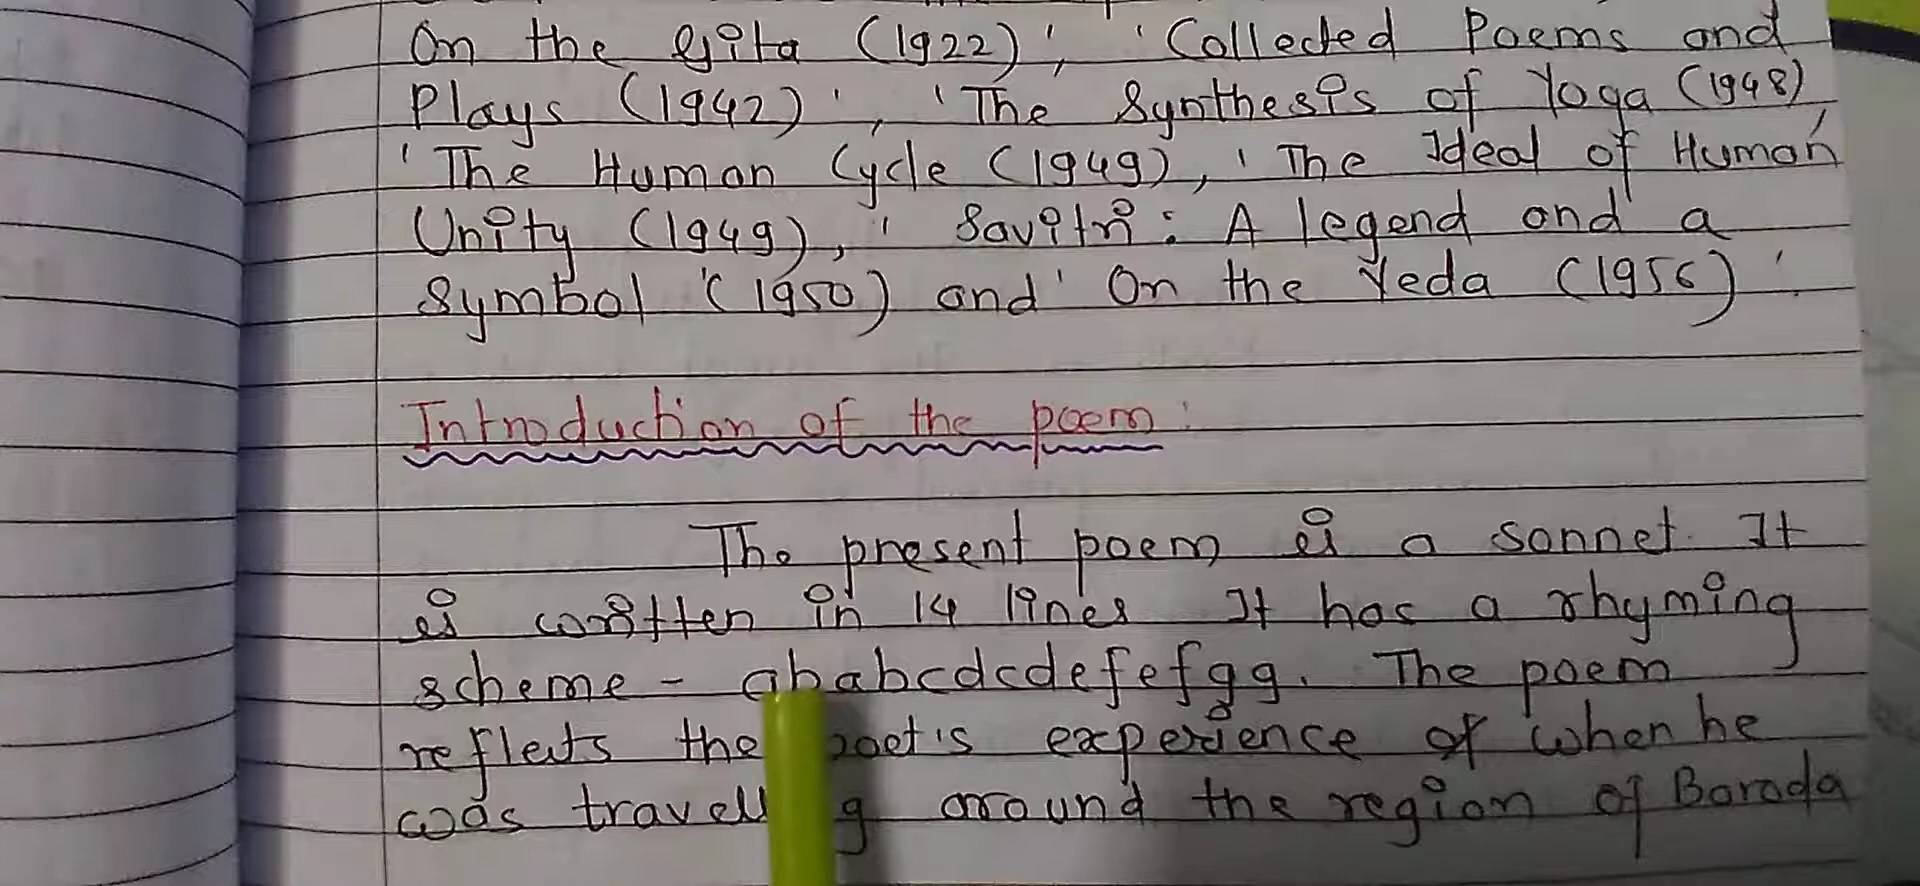 On the Gita (1922)', 'Collected Poems and
Plays (1942)', 'The Synthesis of Yoga (1948)
'The Human Cycle (1949), 'The Ideal of Human
Unity (1949), ' Savitri : A legend and a
Symbol '(1950) and ' On the Veda (1956)'.
Introduction of the poem:
The present poem is a sonnet. It
is written in 14 lines It has a rhyming
scheme - ababcdcdefefgg. The poem
reflects the poet's experience of when he
was around the region of Baroda